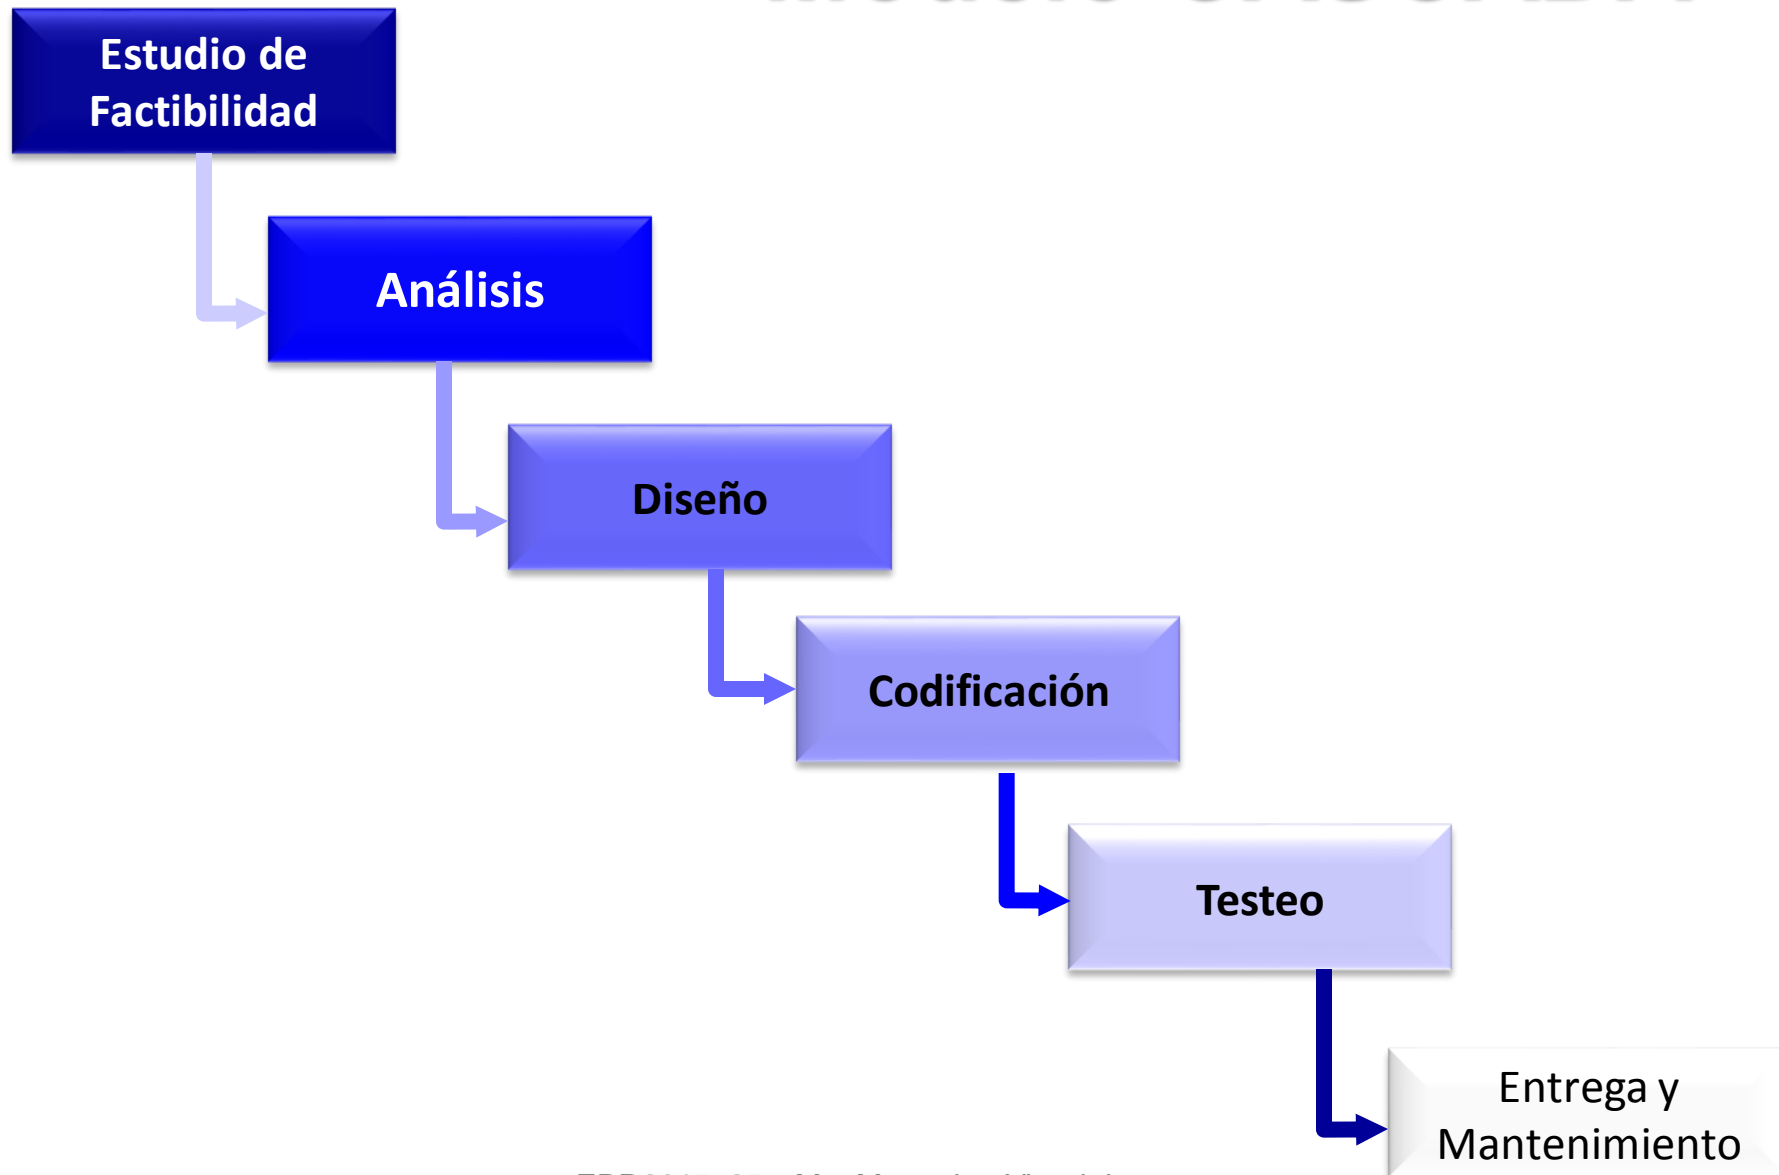 Estudio de
Factibilidad
Análisis
Diseño
Codificación
Testeo
Entrega y
Mantenimiento